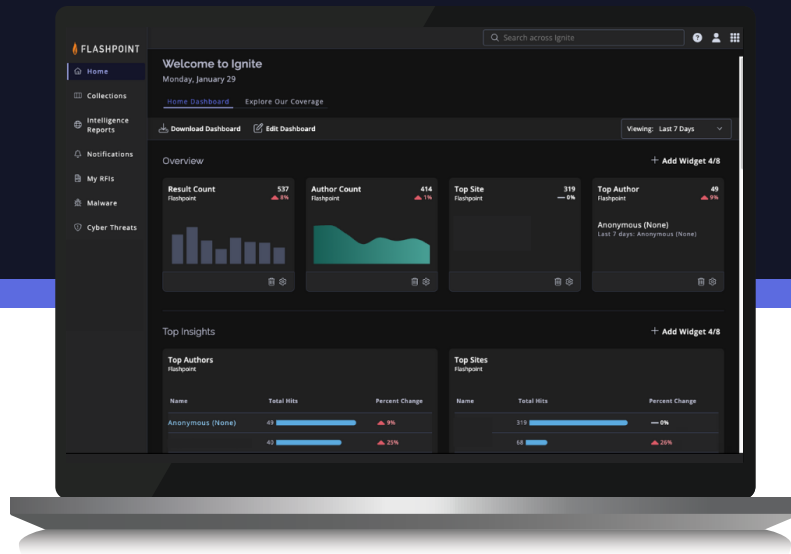 FLASHPOINT
Search across Ignite
?
Home
Collections
Intelligence
Reports
Notifications
My RFIs
Malware
Cyber Threats
Welcome to Ignite
Monday, January 29
Home Dashboard Explore Our Coverage
Download Dashboard Edit Dashboard Viewing: Last 7 Days
Overview + Add Widget 4/8
Result Count 537
Flashpoint 8%
Author Count 414
Flashpoint 1%
Top Site 319
Flashpoint — 0%
Top Author 49
Flashpoint 9%
Anonymous (None)
Last 7 days: Anonymous (None)
Top Insights + Add Widget 4/8
Top Authors
Flashpoint
Name Total Hits Percent Change
Anonymous (None) 49 9%
43 25%
Top Sites
Flashpoint
Name Total Hits Percent Change
319 — 0%
68 26%